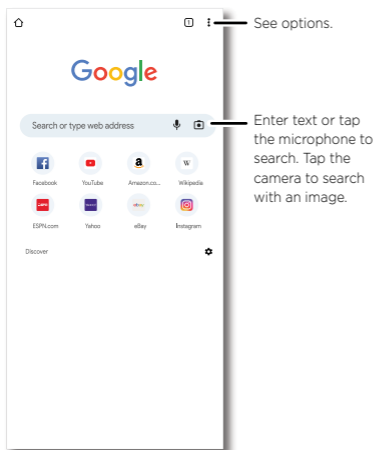 1
See options.
Google
Search or type web address
Enter text or tap
the microphone to
search. Tap the
camera to search
with an image.
f
a
W
Facebook
YouTube
Amazon.co...
Wikipedia
ebay
ESPN.com
Yahoo
eBay
Instagram
Discover